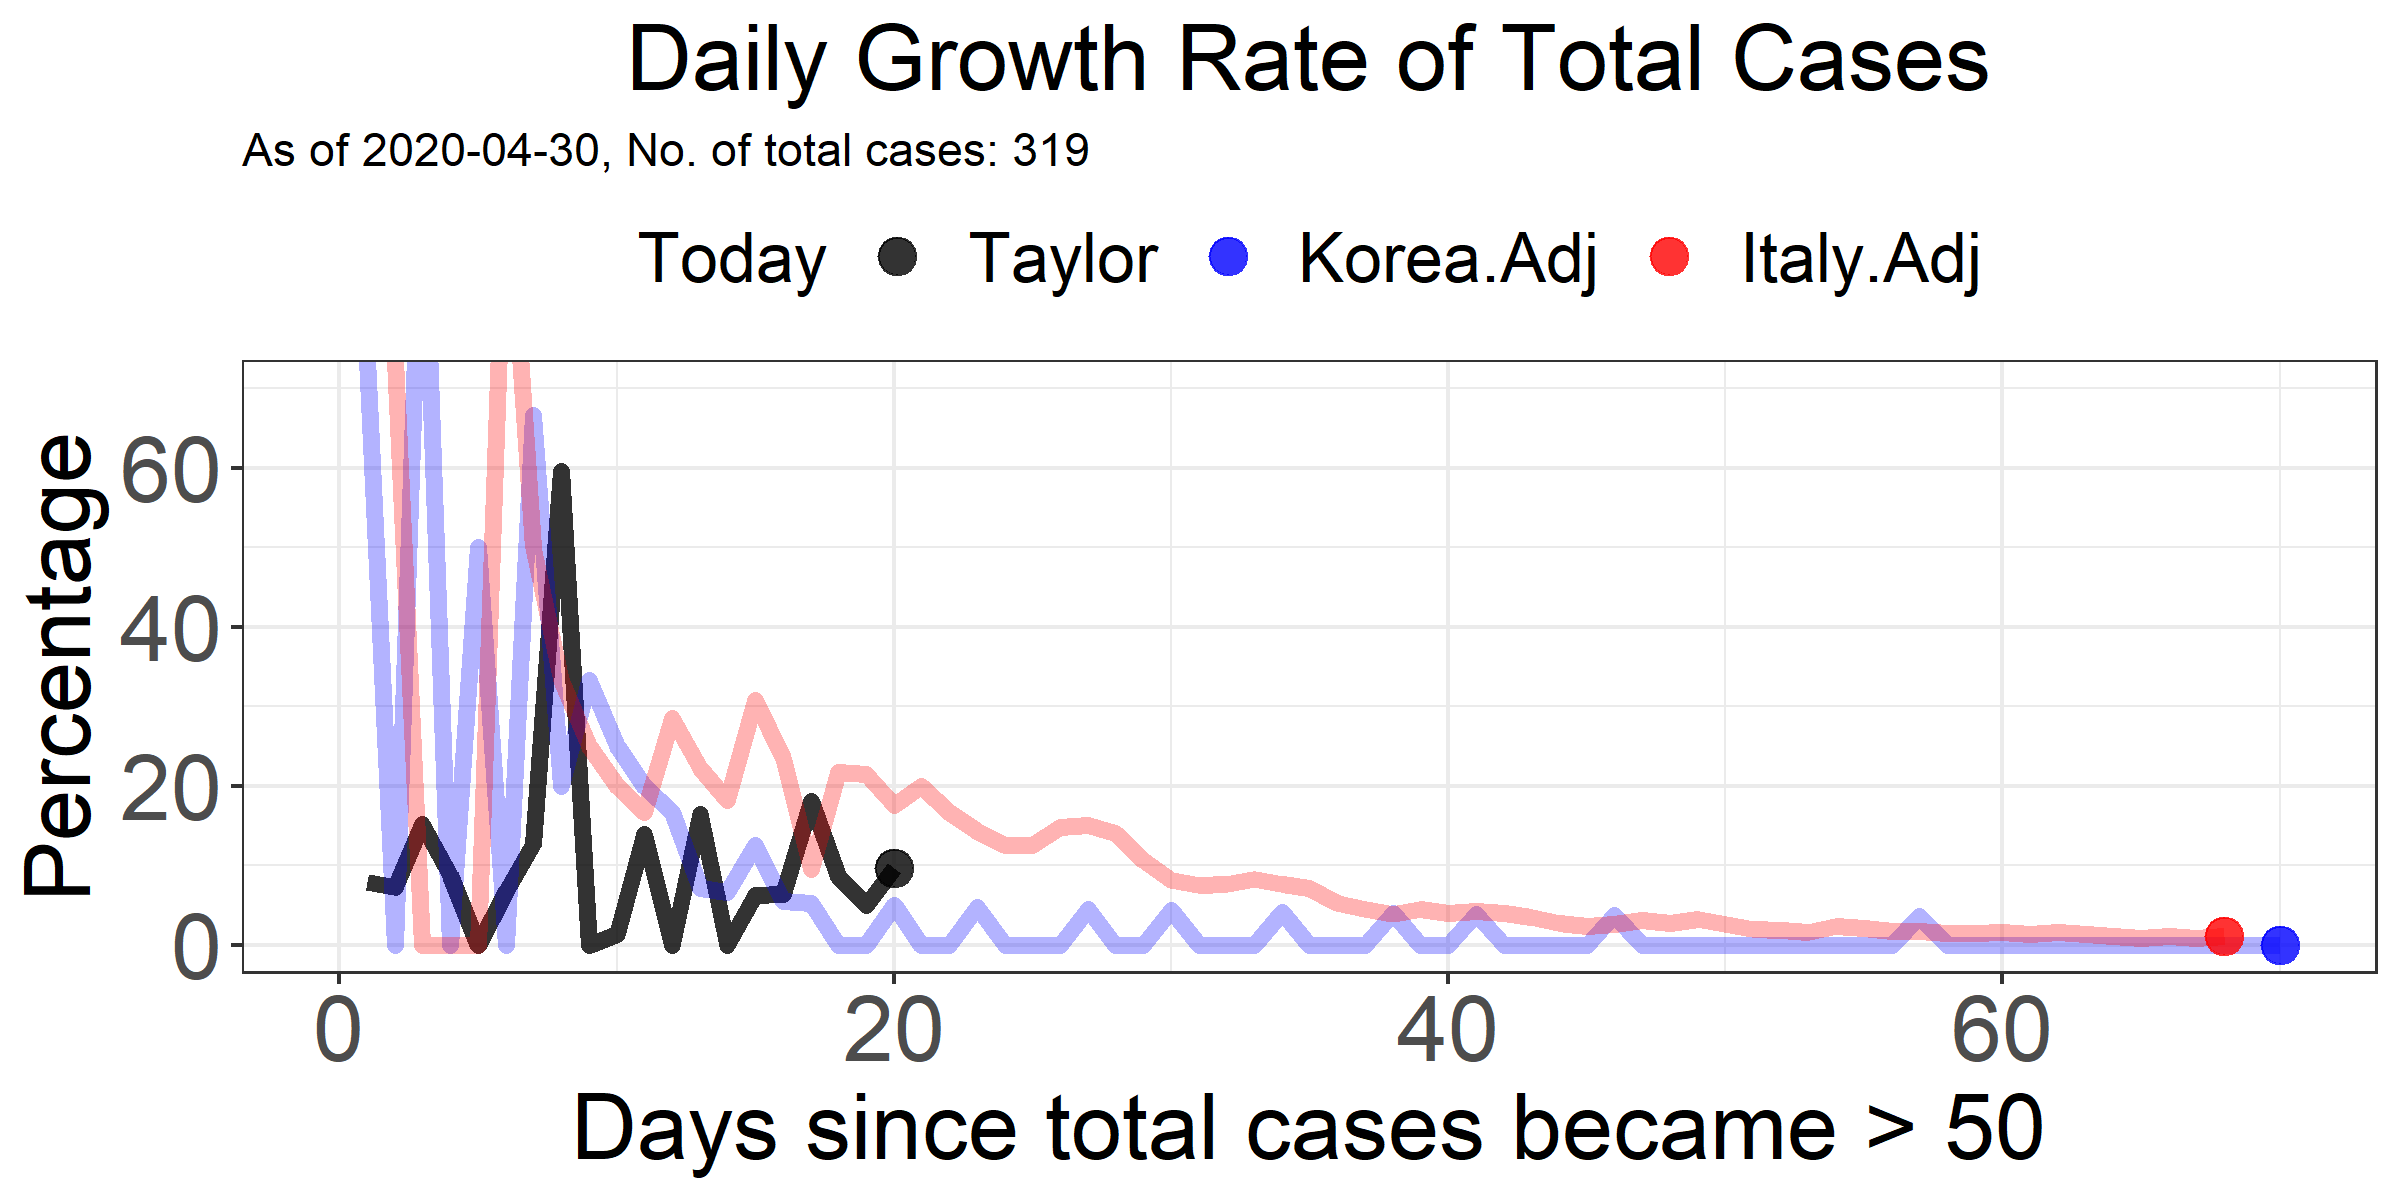 Daily Growth Rate of Total Cases
As of 2020-04-30, No. of total cases: 319
Today Taylor Korea.Adj Italy.Adj
Percentage
60
40
20
0
0 20 40 60
Days since total cases became > 50